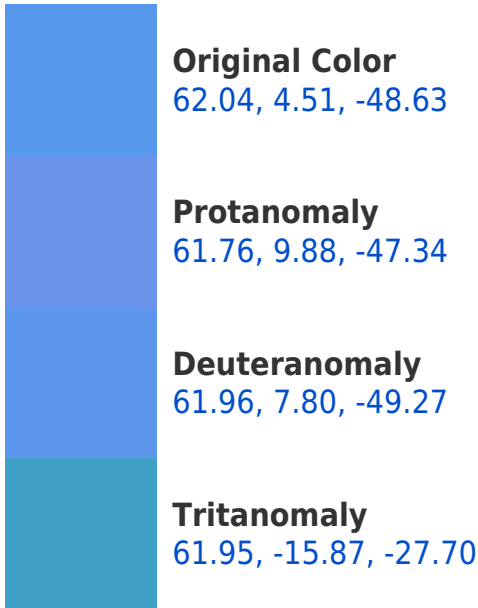 Original Color
62.04, 4.51, -48.63
Protanomaly
61.76, 9.88, -47.34
Deuteranomaly
61.96, 7.80, -49.27
Tritanomaly
61.95, -15.87, -27.70